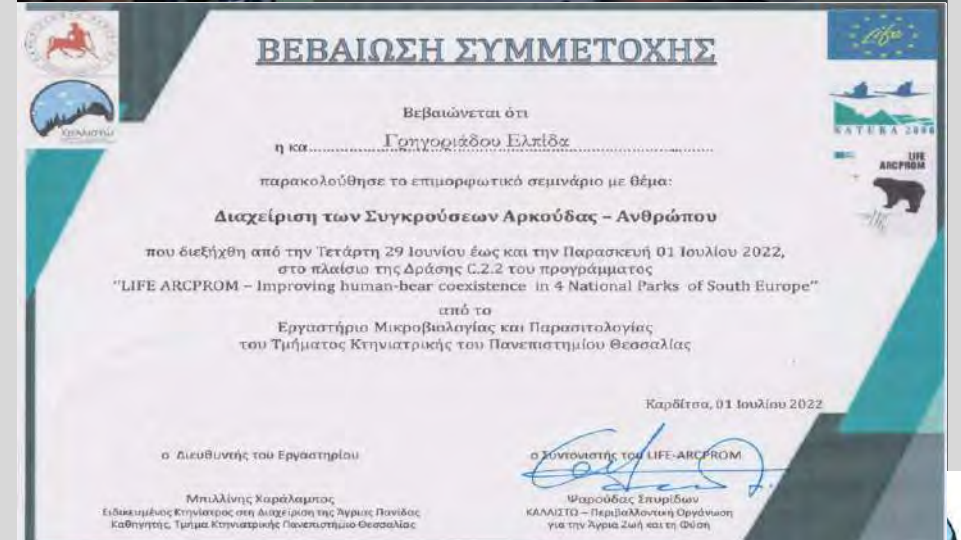 ΒΕΒΑΙΩΣΗ ΣΥΜΜΕΤΟΧΗΣ
Βεβαιώνεται ότι
η κα............Γρηγοριάδου Ελπίδα............
παρακολούθησε το επιμορφωτικό σεμινάριο με θέμα:
Διαχείριση των Συγκρούσεων Αρκούδας – Ανθρώπου
που διεξήχθη από την Τετάρτη 29 Ιουνίου έως και την Παρασκευή 01 Ιουλίου 2022,
στο πλαίσιο της Δράσης C.2.2 του προγράμματος
"LIFE ARCPROM – Improving human-bear coexistence in 4 National Parks of South Europe"
από το
Εργαστήριο Μικροβιολογίας και Παρασιτολογίας
του Τμήματος Κτηνιατρικής του Πανεπιστημίου Θεσσαλίας
Καρδίτσα, 01 Ιουλίου 2022
ο Διευθυντής του Εργαστηρίου
Μπιλλίνης Χαράλαμπος
Ειδικευμένος Κτηνίατρος στη Διαχείριση της Άγριας Πανίδας
Καθηγητής, Τμήμα Κτηνιατρικής Πανεπιστήμιο Θεσσαλίας
ο Συντονιστής του LIFE-ARCPROM
Ψαρούδας Σπυρίδων
ΚΑΛΛΙΣΤΩ – Περιβαλλοντική Οργάνωση
για την Άγρια Ζωή και τη Φύση
ΚΑΛΛΙΣΤΩ
Life
NATURA 2000
LIFE
ARCPROM